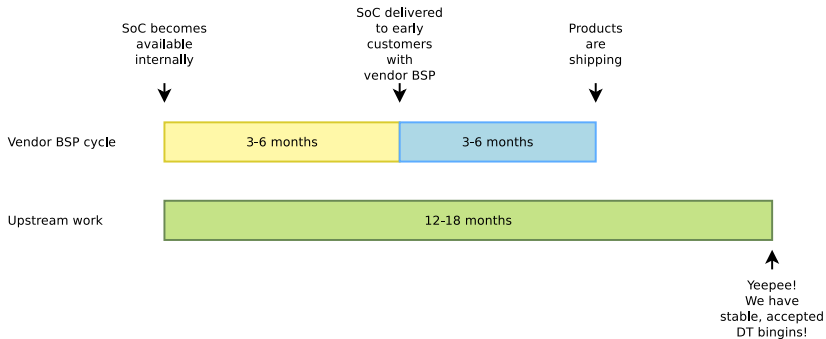 SoC becomes
available
internally
SoC delivered
to early
customers
with
vendor BSP
Products
are
shipping
Vendor BSP cycle
3-6 months
3-6 months
Upstream work
12-18 months
Yeepee!
We have
stable, accepted
DT bingins!